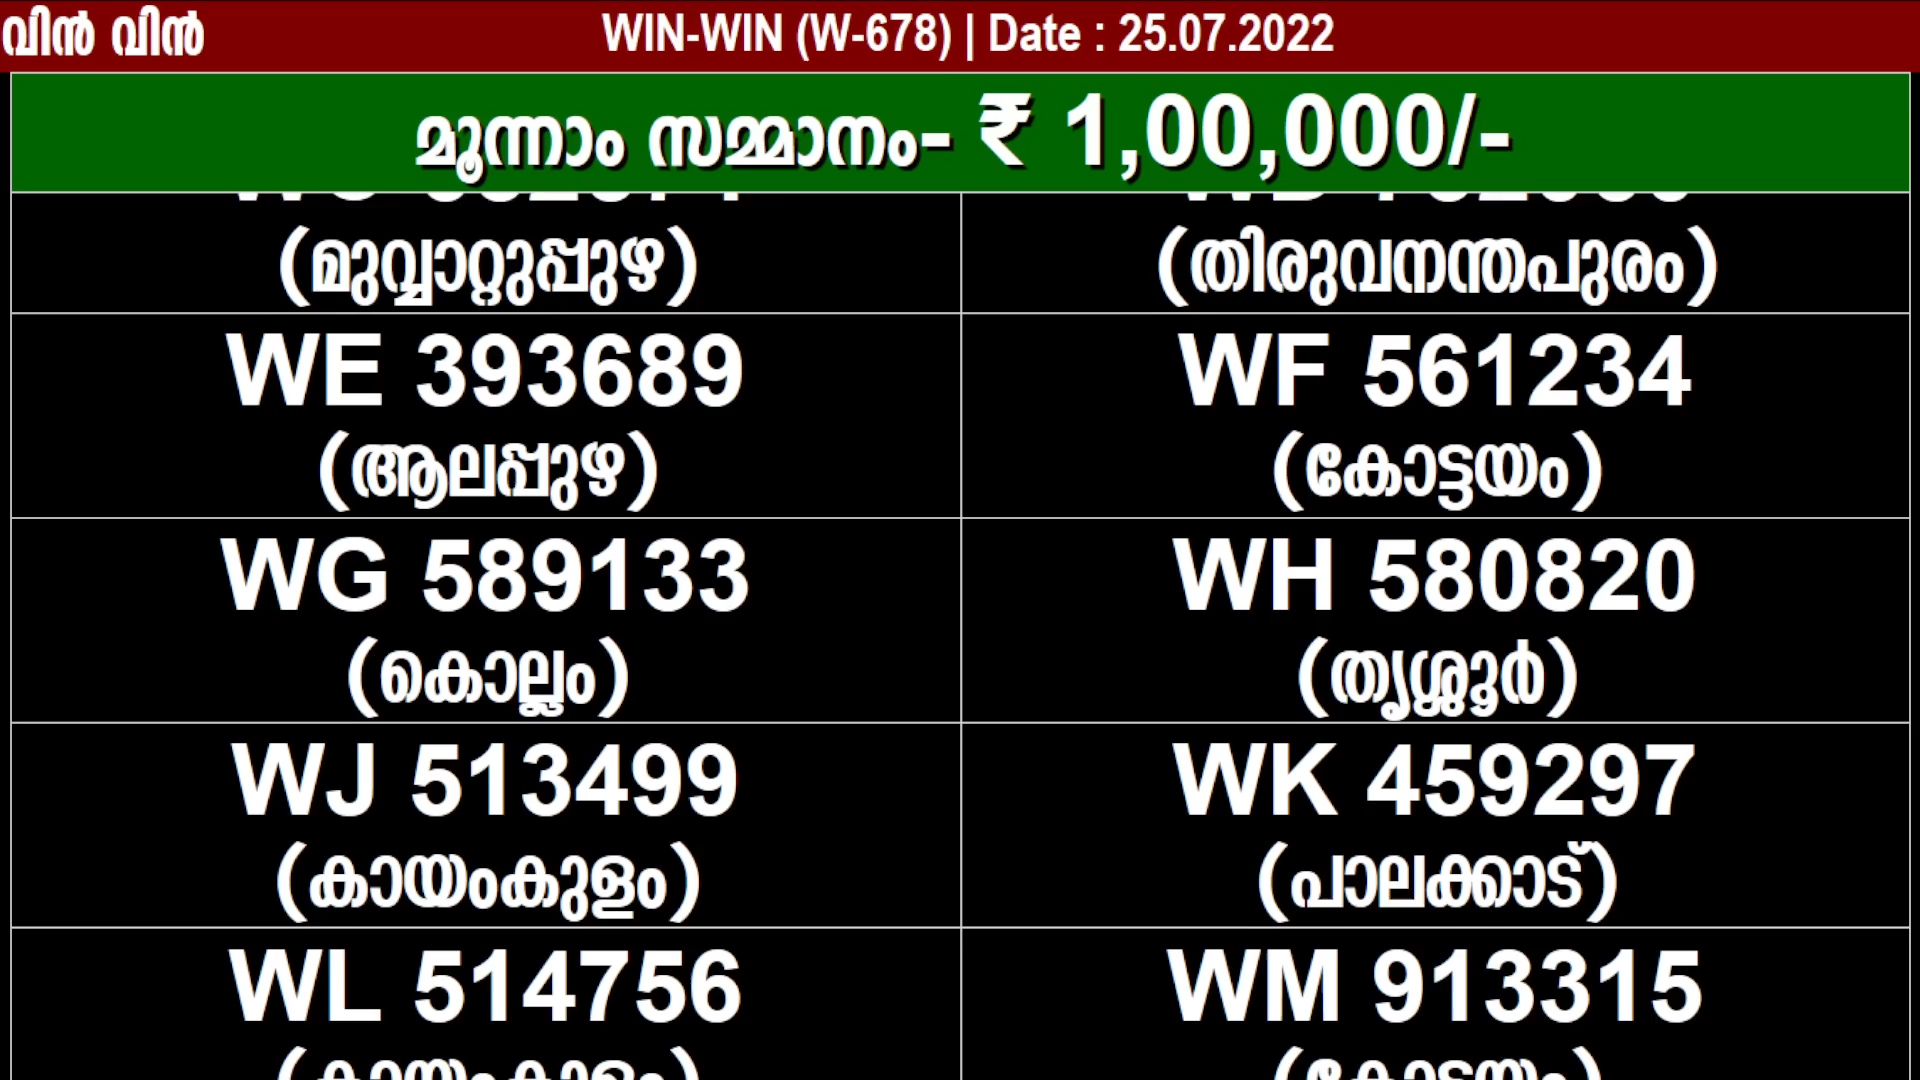 വിൻ വിൻ
WIN-WIN (W-678) | Date : 25.07.2022
മൂന്നാം സമ്മാനം- ₹ 1,00,000/-
(മുവ്വാറ്റുപ്പുഴ)
(തിരുവനന്തപുരം)
WE 393689
WF 561234
(ആലപ്പുഴ)
(കോട്ടയം)
WG 589133
WH 580820
(കൊല്ലം)
(തൃശ്ശൂർ)
WJ 513499
WK 459297
(കായംകുളം)
(പാലക്കാട്)
WL 514756
WM 913315
(കായംകുളം)
(കോട്ടയം)